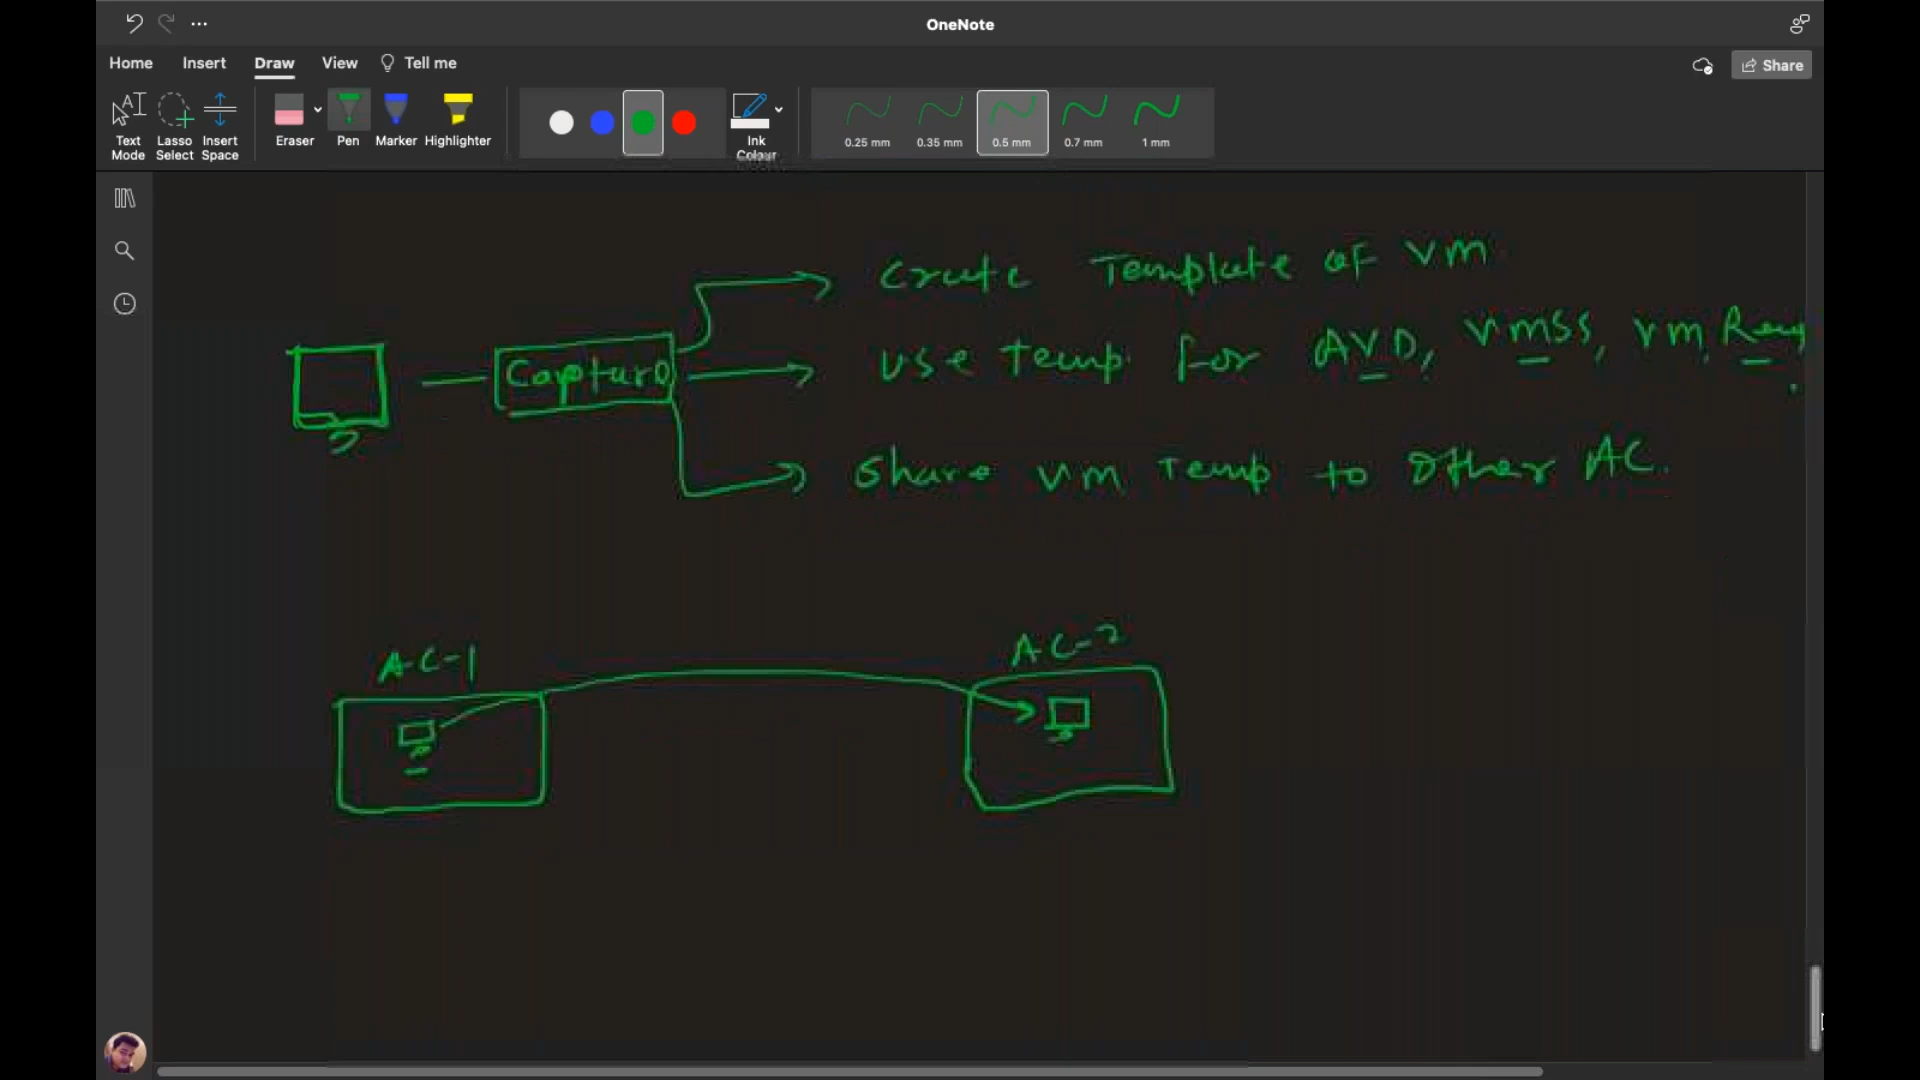 OneNote
Home Insert Draw View Tell me
Share
Text Mode
Lasso Select
Insert Space
Eraser
Pen
Marker
Highlighter
Ink Colour
0.25 mm
0.35 mm
0.5 mm
0.7 mm
1 mm
Create Template of VM
Capture
Use temp. for AVD, VMSS, VM,
Share VM Temp to Other AC.
AC-1
AC-2